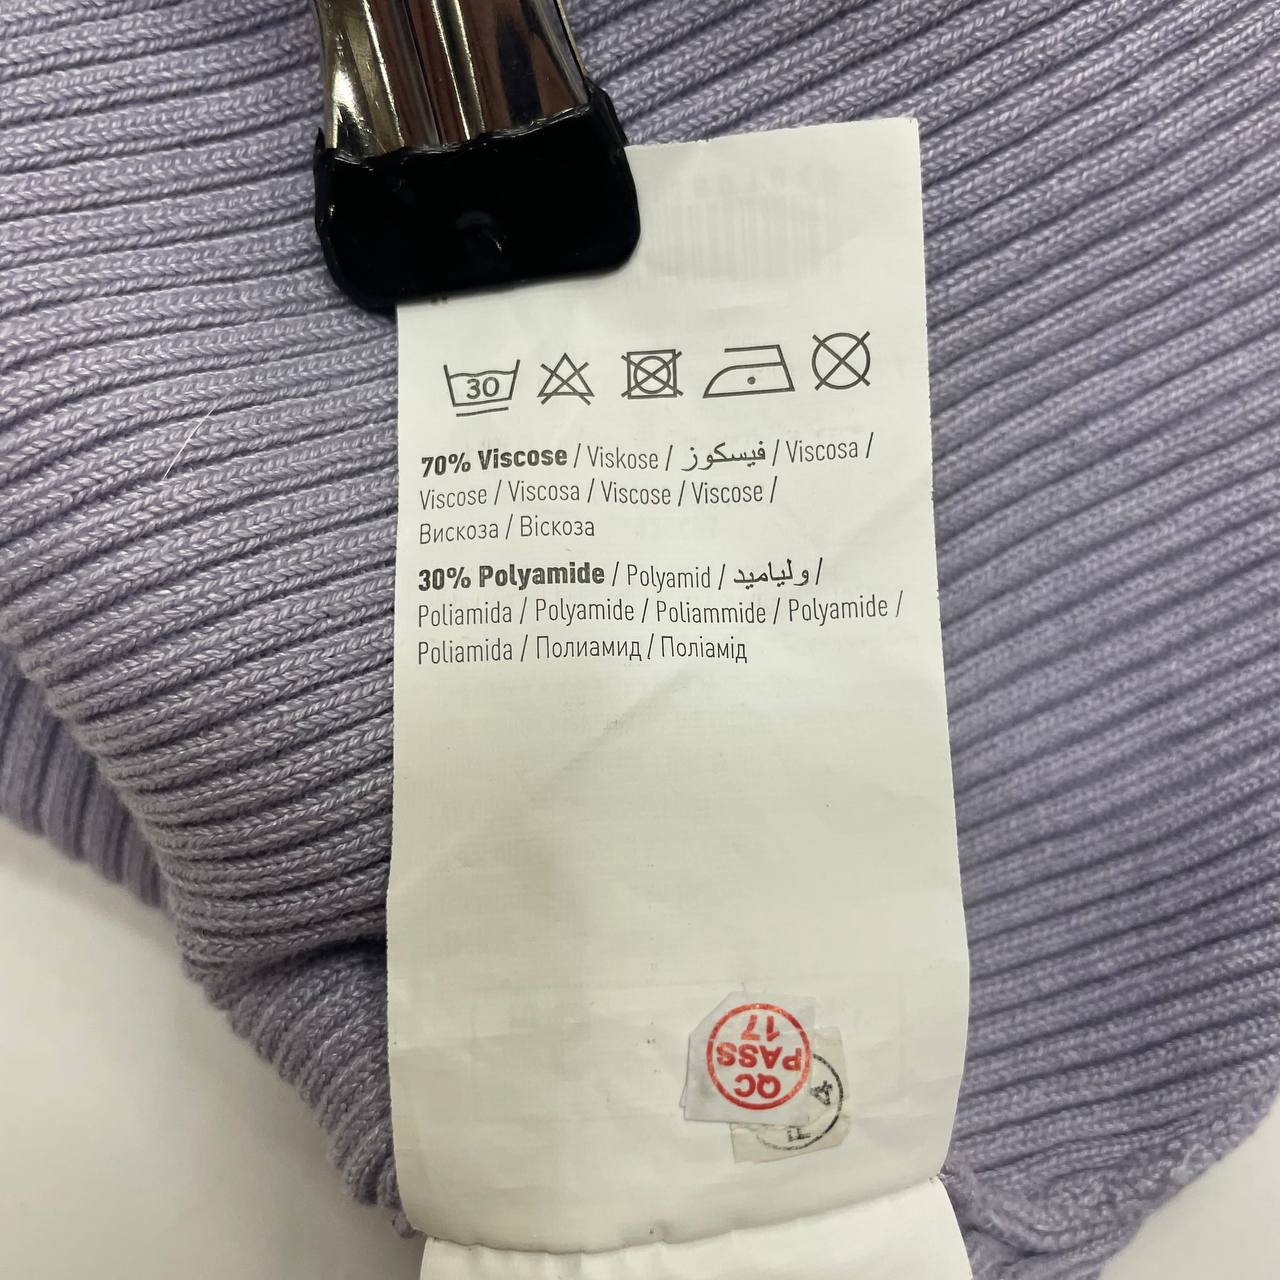 30
70% Viscose / Viskose / فيسكوز / Viscosa /
Viscose / Viscosa / Viscose / Viscose /
Вискоза / Віскоза
30% Polyamide / Polyamid / ولياميد /
Poliamida / Polyamide / Poliammide / Polyamide /
Poliamida / Полиамид / Поліамід
QC
PASS
17
4